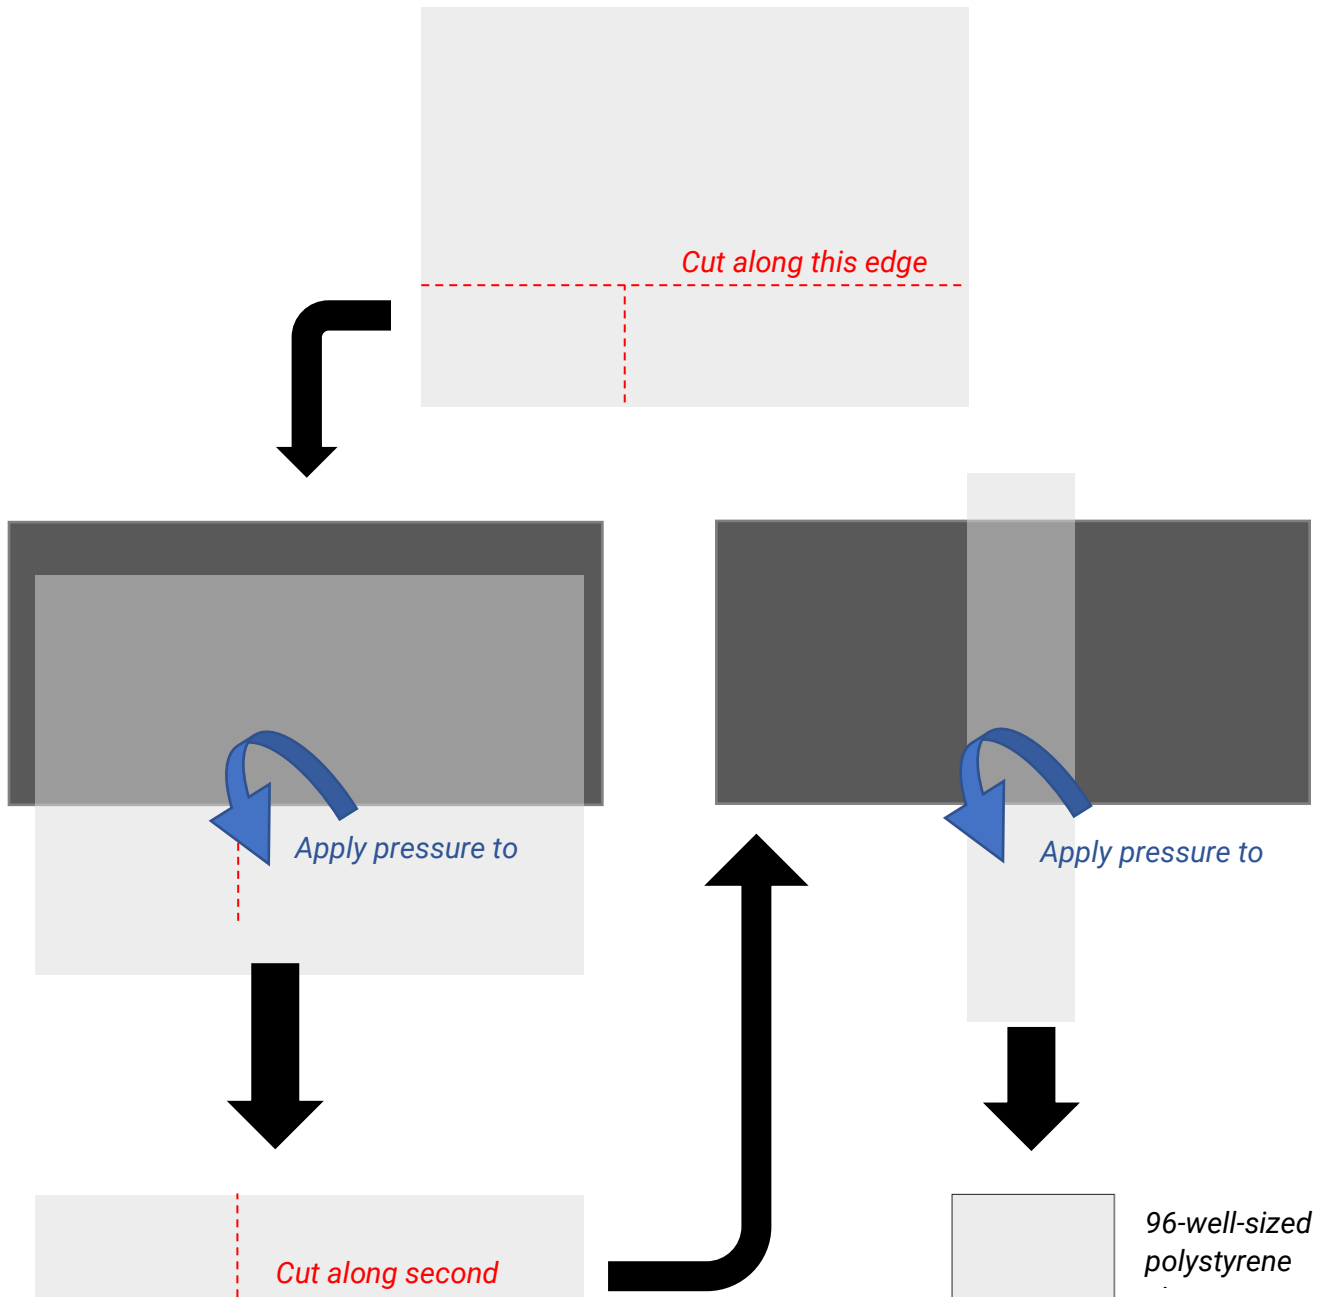 Cut along this edge
Apply pressure to
Apply pressure to
Cut along second
96-well-sized
polystyrene